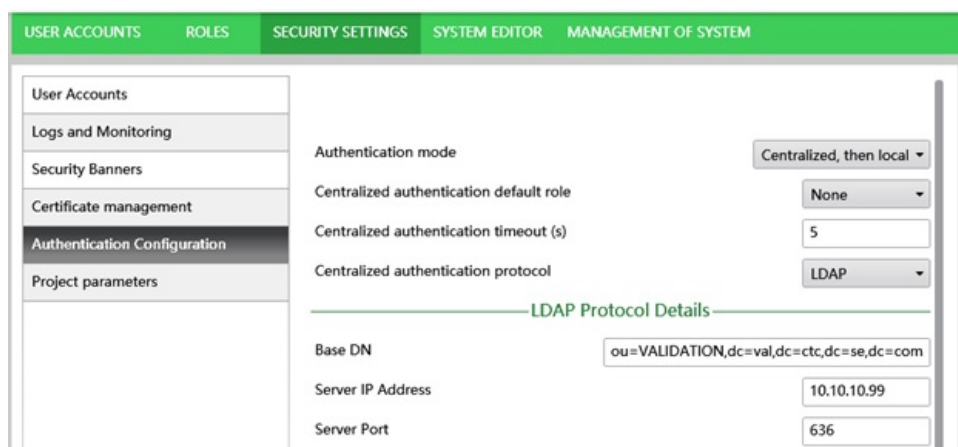 USER ACCOUNTS ROLES SECURITY SETTINGS SYSTEM EDITOR MANAGEMENT OF SYSTEM
User Accounts
Logs and Monitoring
Security Banners
Certificate management
Authentication Configuration
Project parameters
Authentication mode Centralized, then local
Centralized authentication default role None
Centralized authentication timeout (s) 5
Centralized authentication protocol LDAP
LDAP Protocol Details
Base DN ou=VALIDATION,dc=val,dc=ctc,dc=se,dc=com
Server IP Address 10.10.10.99
Server Port 636